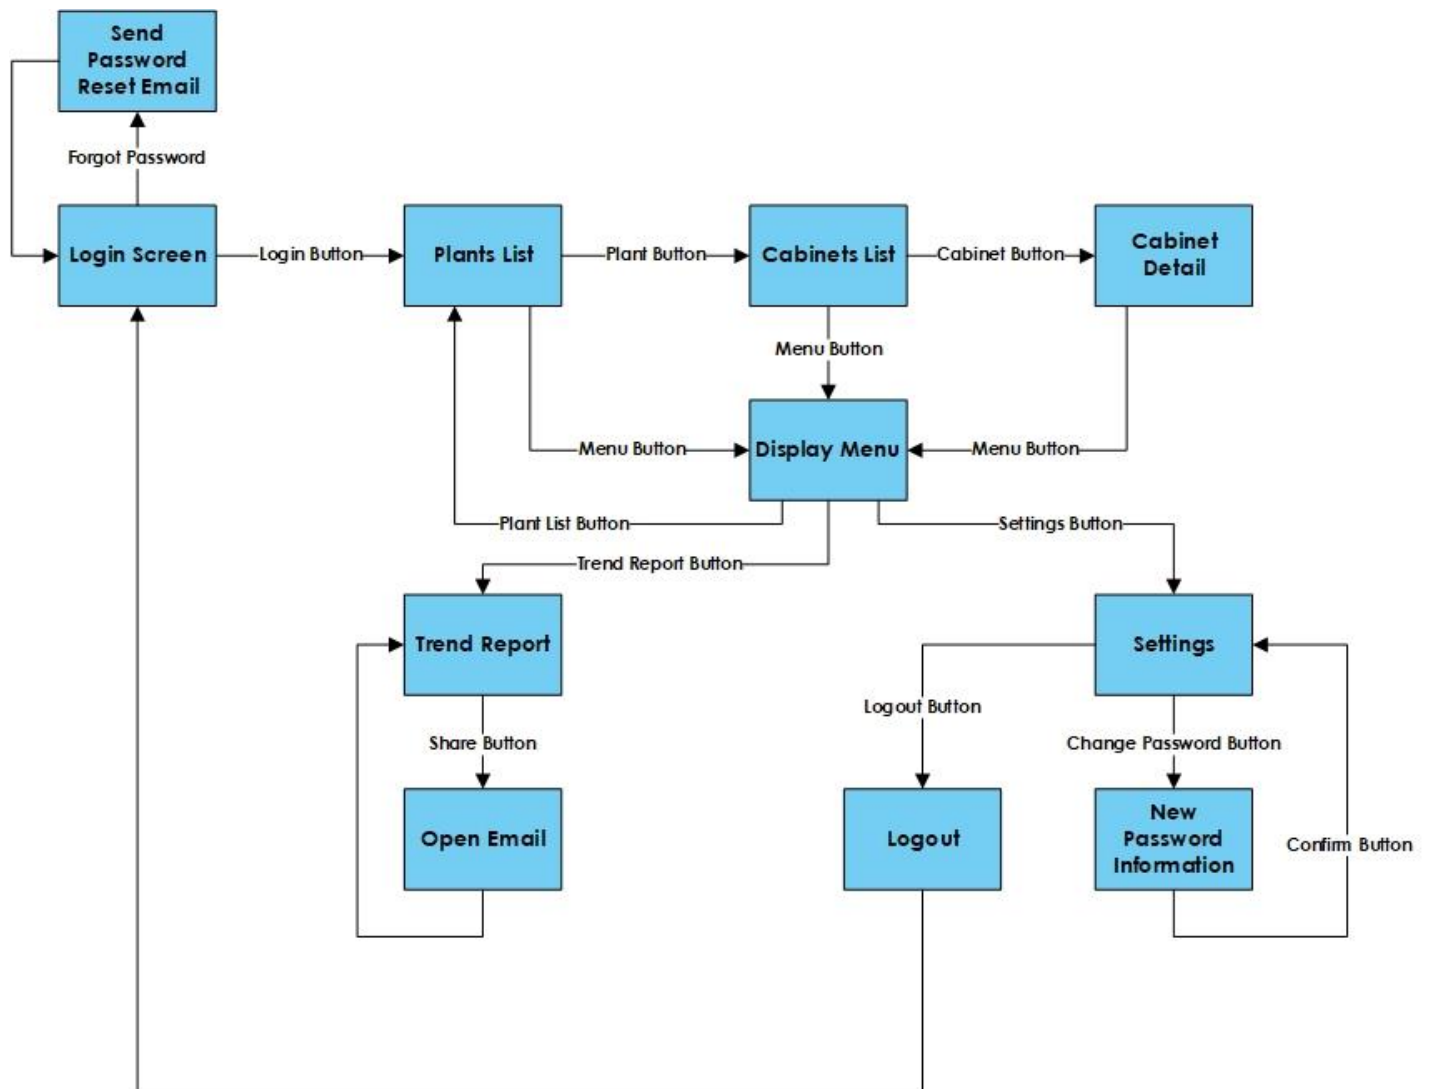 Send
Password
Reset Email
Forgot Password
Login Screen
Login Button
Plants List
Plant Button
Cabinets List
Cabinet Button
Cabinet
Detail
Menu Button
Menu Button
Display Menu
Menu Button
Plant List Button
Settings Button
Trend Report Button
Trend Report
Settings
Logout Button
Share Button
Change Password Button
Open Email
Logout
New
Password
Information
Confirm Button